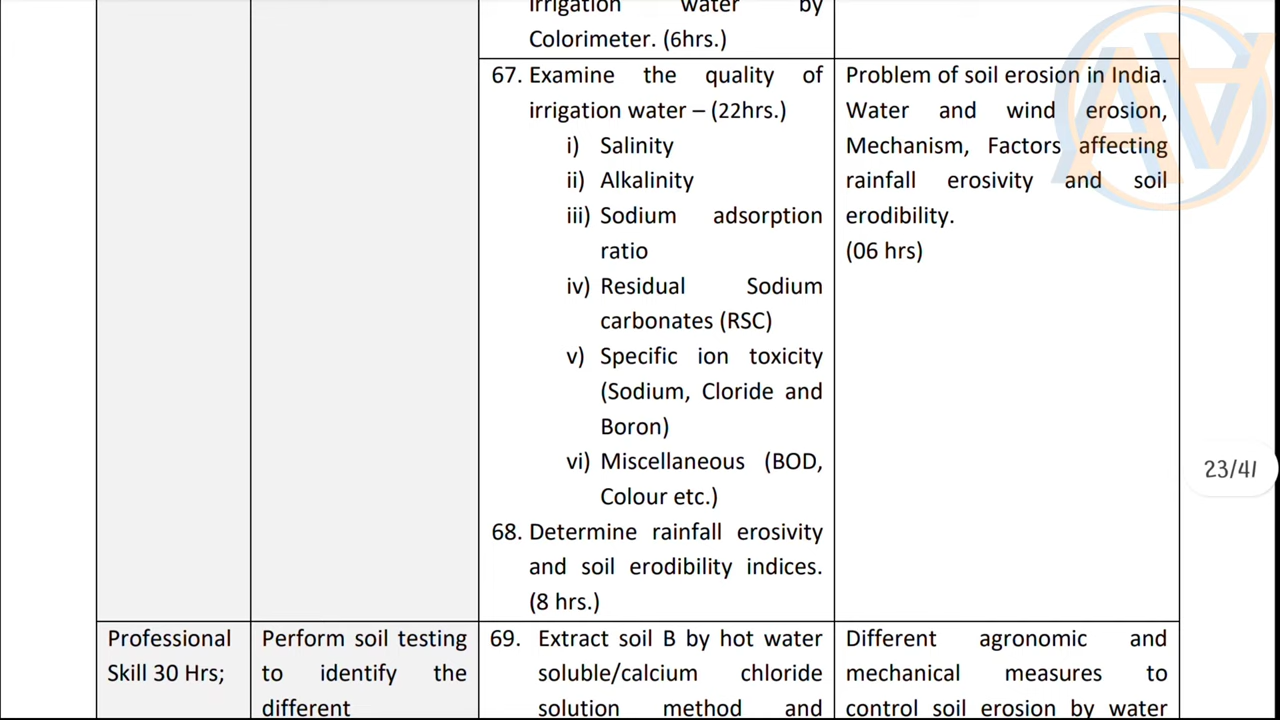 irrigation water by
Colorimeter. (6hrs.)
67. Examine the quality of
irrigation water – (22hrs.)
i) Salinity
ii) Alkalinity
iii) Sodium adsorption
ratio
iv) Residual Sodium
carbonates (RSC)
v) Specific ion toxicity
(Sodium, Cloride and
Boron)
vi) Miscellaneous (BOD,
Colour etc.)
68. Determine rainfall erosivity
and soil erodibility indices.
(8 hrs.)
Problem of soil erosion in India.
Water and wind erosion,
Mechanism, Factors affecting
rainfall erosivity and soil
erodibility.
(06 hrs)
23/41
Professional
Skill 30 Hrs;
Perform soil testing
to identify the
different
69. Extract soil B by hot water
soluble/calcium chloride
solution method and
Different agronomic and
mechanical measures to
control soil erosion by water